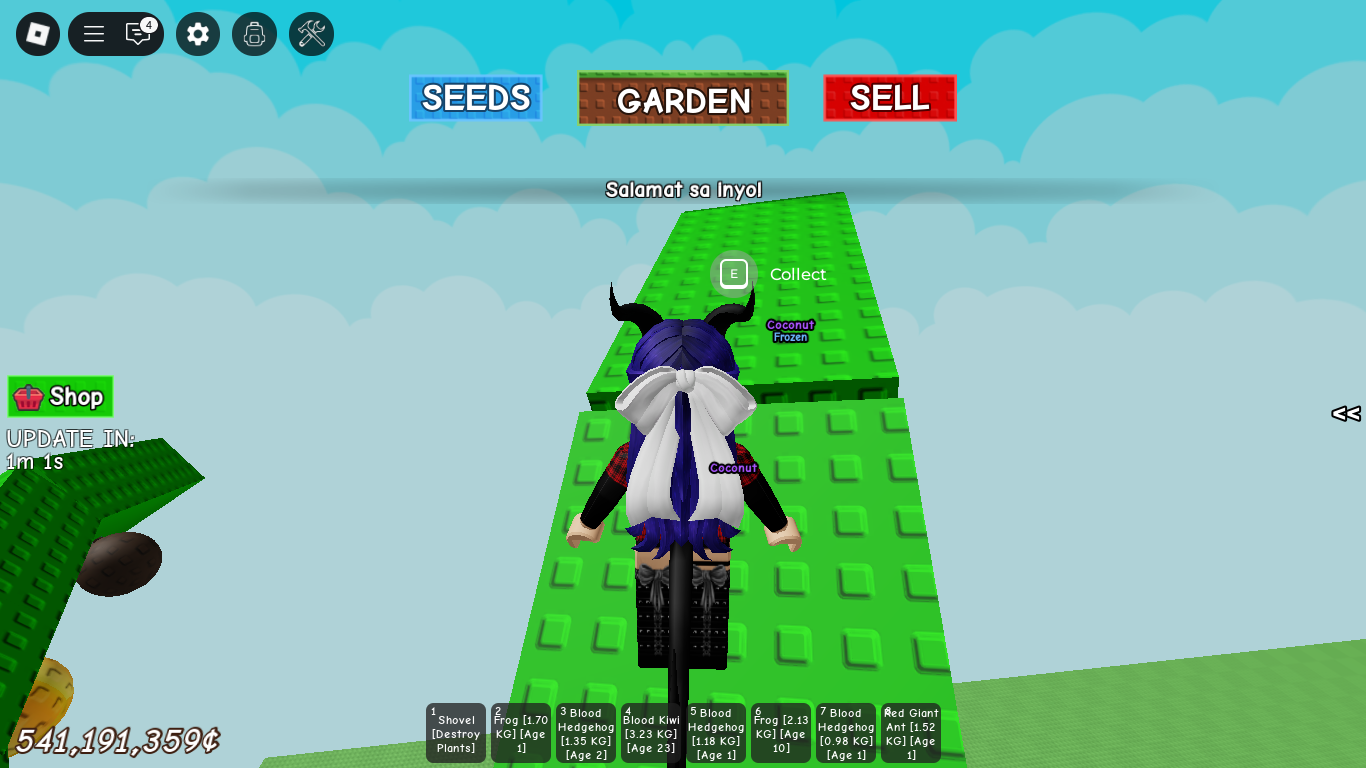 4
SEEDS
GARDEN
SELL
Salamat sa Inyol
E
Collect
Coconut
Frozen
Shop
<<
UPDATE IN:
1m 1s
Coconut
541,191,359¢
1
Shovel
[Destroy
Plants]
2
Frog [1.70
KG] [Age
1]
3 Blood
Hedgehog
[1.35 KG]
[Age 2]
4
Blood Kiwi
[3.23 KG]
[Age 23]
5 Blood
Hedgehog
[1.18 KG]
[Age 1]
6
Frog [2.13
KG] [Age
10]
7 Blood
Hedgehog
[0.98 KG]
[Age 1]
8
Red Giant
Ant [1.52
KG] [Age
1]